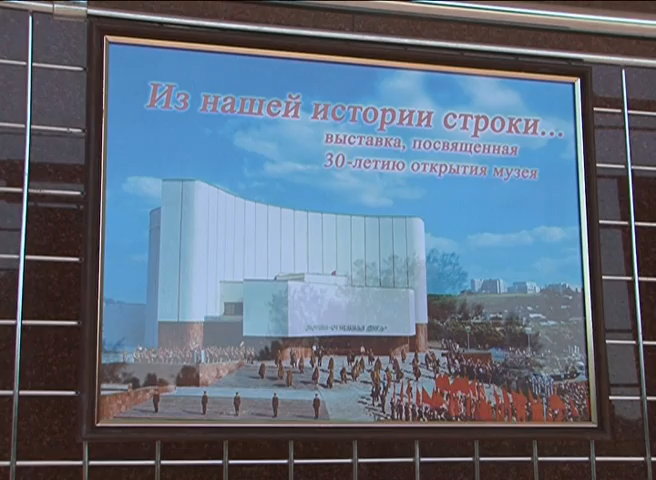 Из нашей истории строки...
выставка, посвященная
30-летию открытия музея